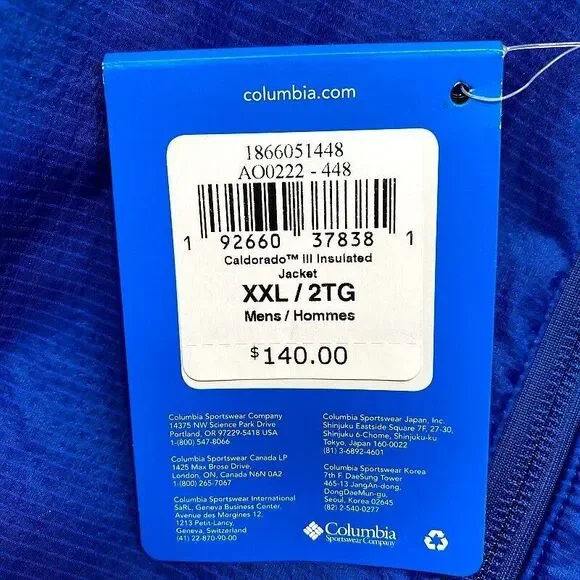 columbia.com
1866051448
AO0222 - 448
1 92660 37838 1
Caldorado™ III Insulated
Jacket
XXL / 2TG
Mens / Hommes
$140.00
Columbia Sportswear Company
14375 NW Science Park Drive
Portland, OR 97229-5418 USA
1-(800) 547-8066
Columbia Sportswear Canada LP
1425 Max Brose Drive,
London, ON, Canada N6N 0A2
1-(800) 265-7067
Columbia Sportswear International
SáRL, Geneva Business Center,
Avenue des Morgines 12,
1213 Petit-Lancy,
Geneva, Switzerland
(41) 22-870-90-00
Columbia Sportswear Japan, Inc.
Shinjuku Eastside Square 7F, 27-30,
Shinjuku 6-Chome, Shinjuku-ku
Tokyo, Japan 160-0022
(81) 3-6892-4601
Columbia Sportswear Korea
7th F. DaeSung Tower
465-13 JangAn-dong,
DongDaeMun-gu,
Seoul, Korea 02645
(82) 2-540-0277
Columbia
Sportswear Company